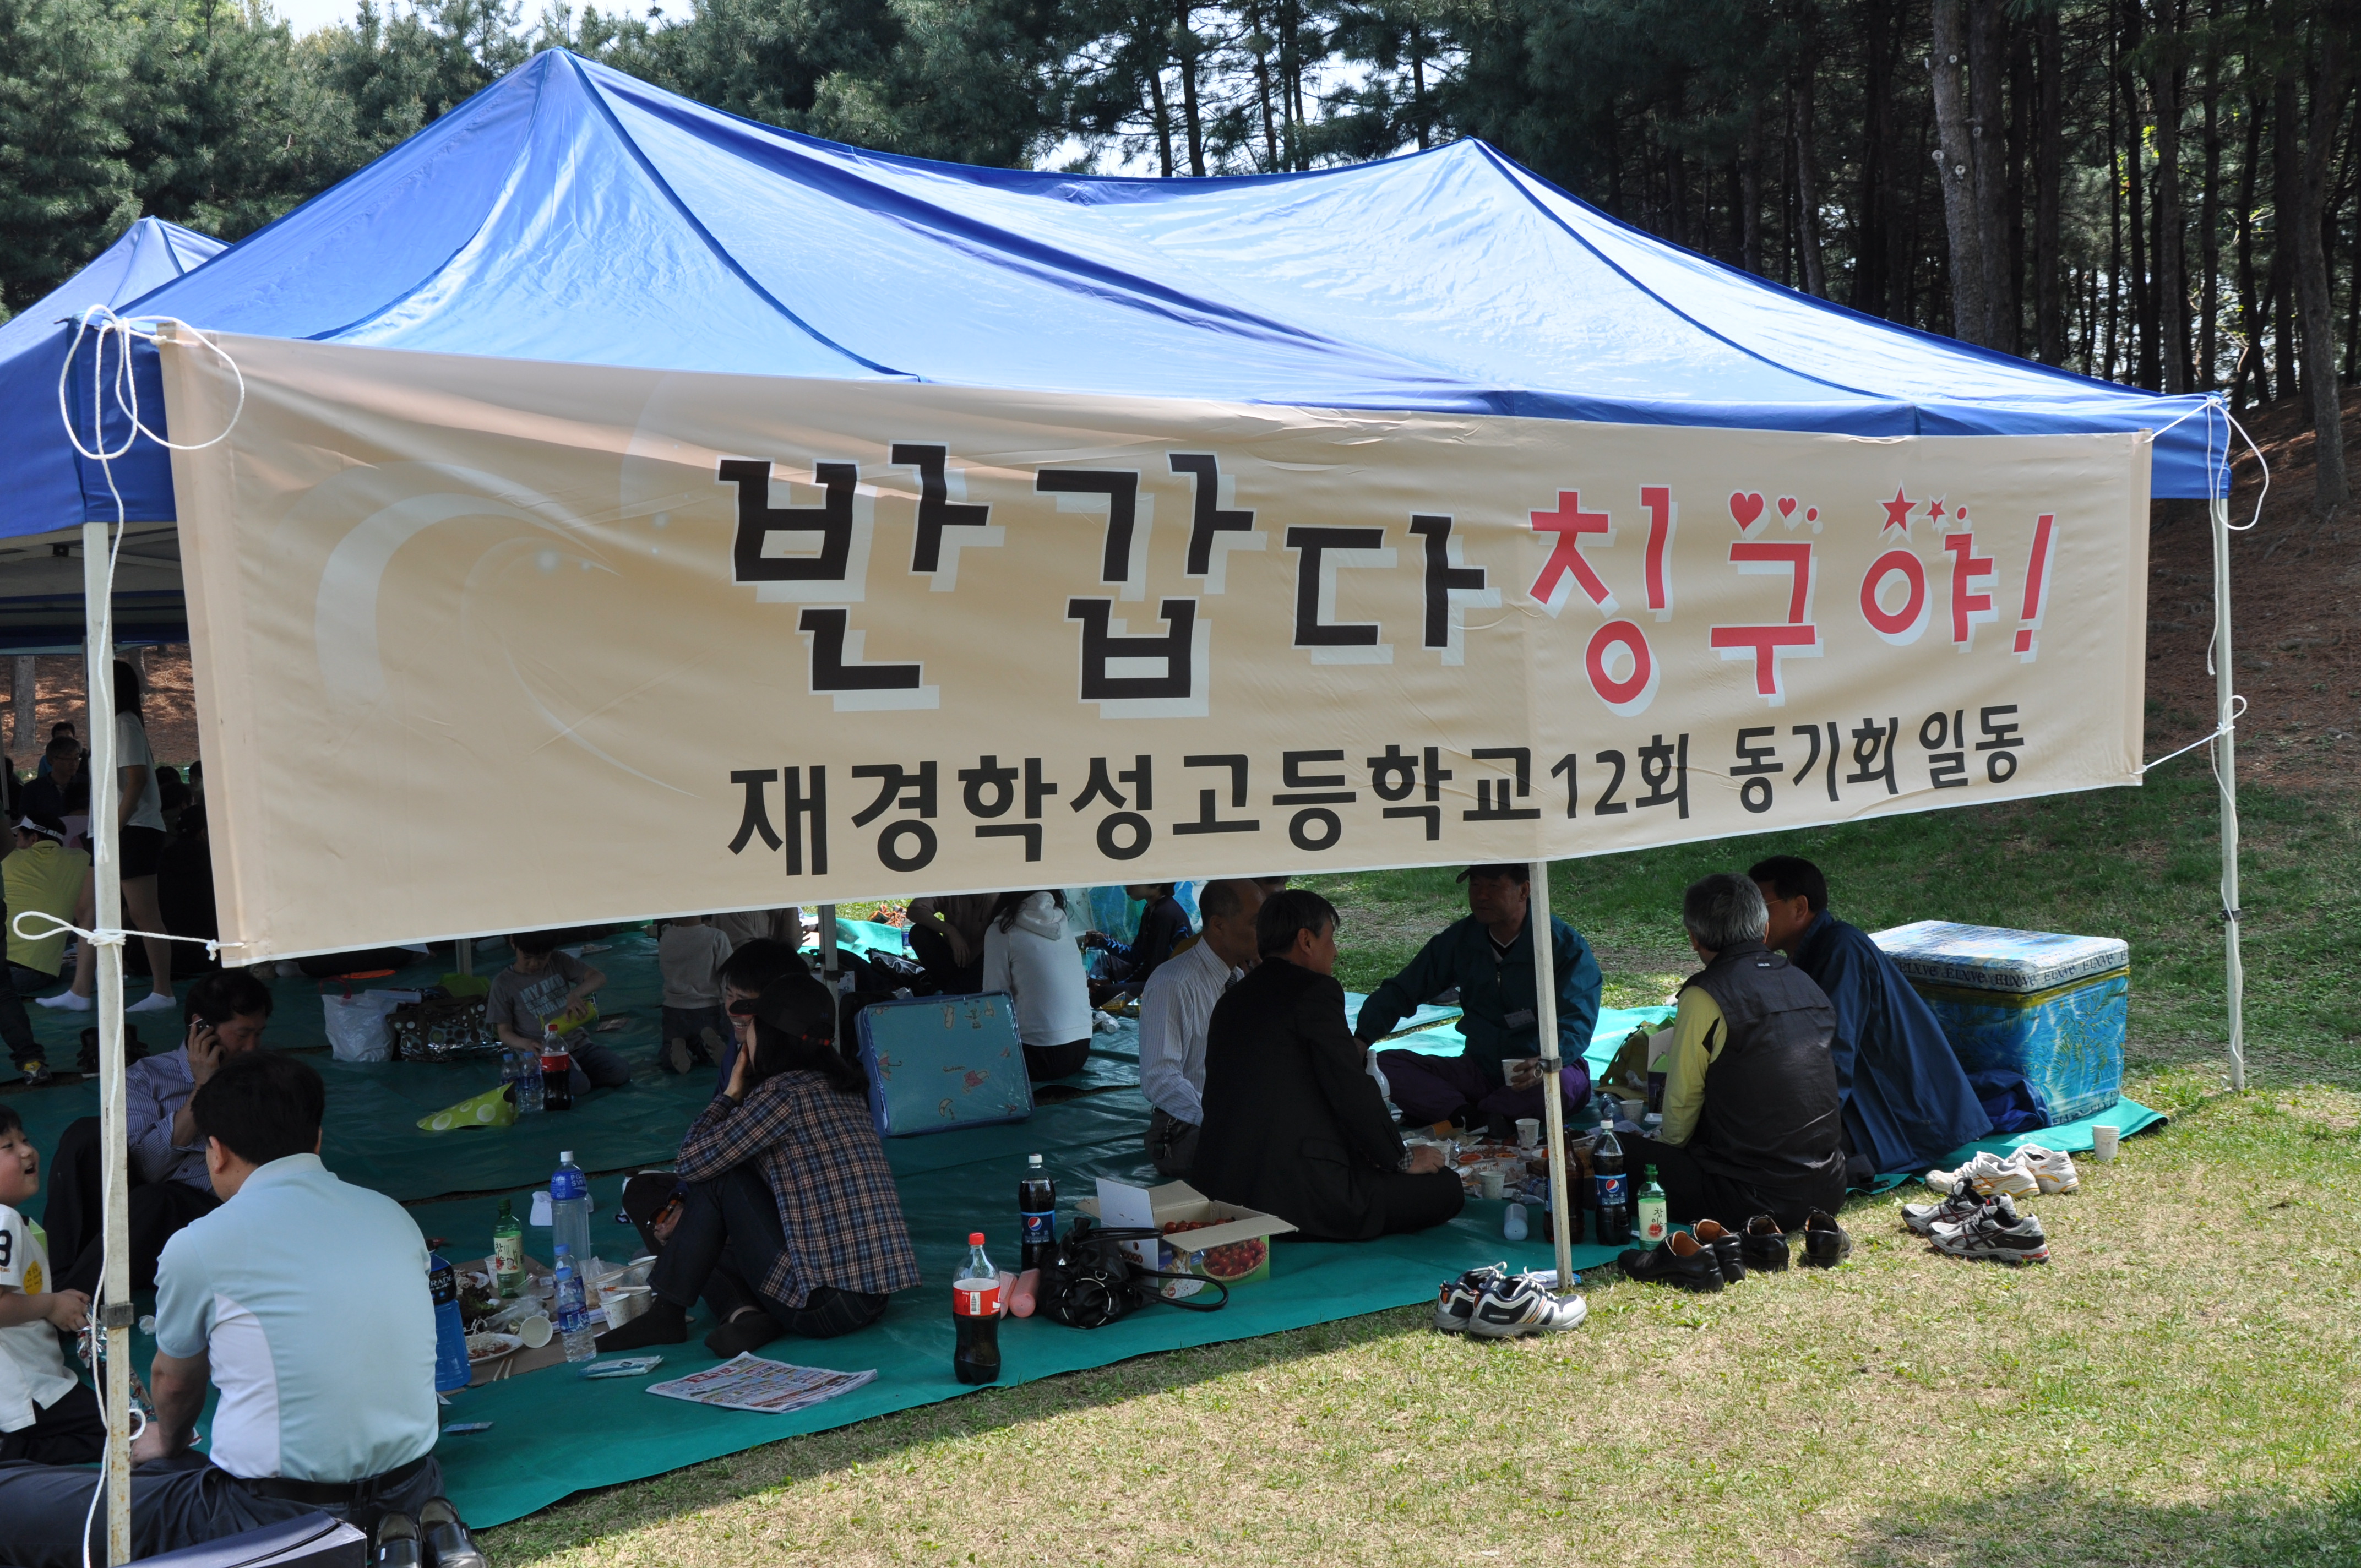 반갑다 칭구야!
재경학성고등학교12회 동기회 일동